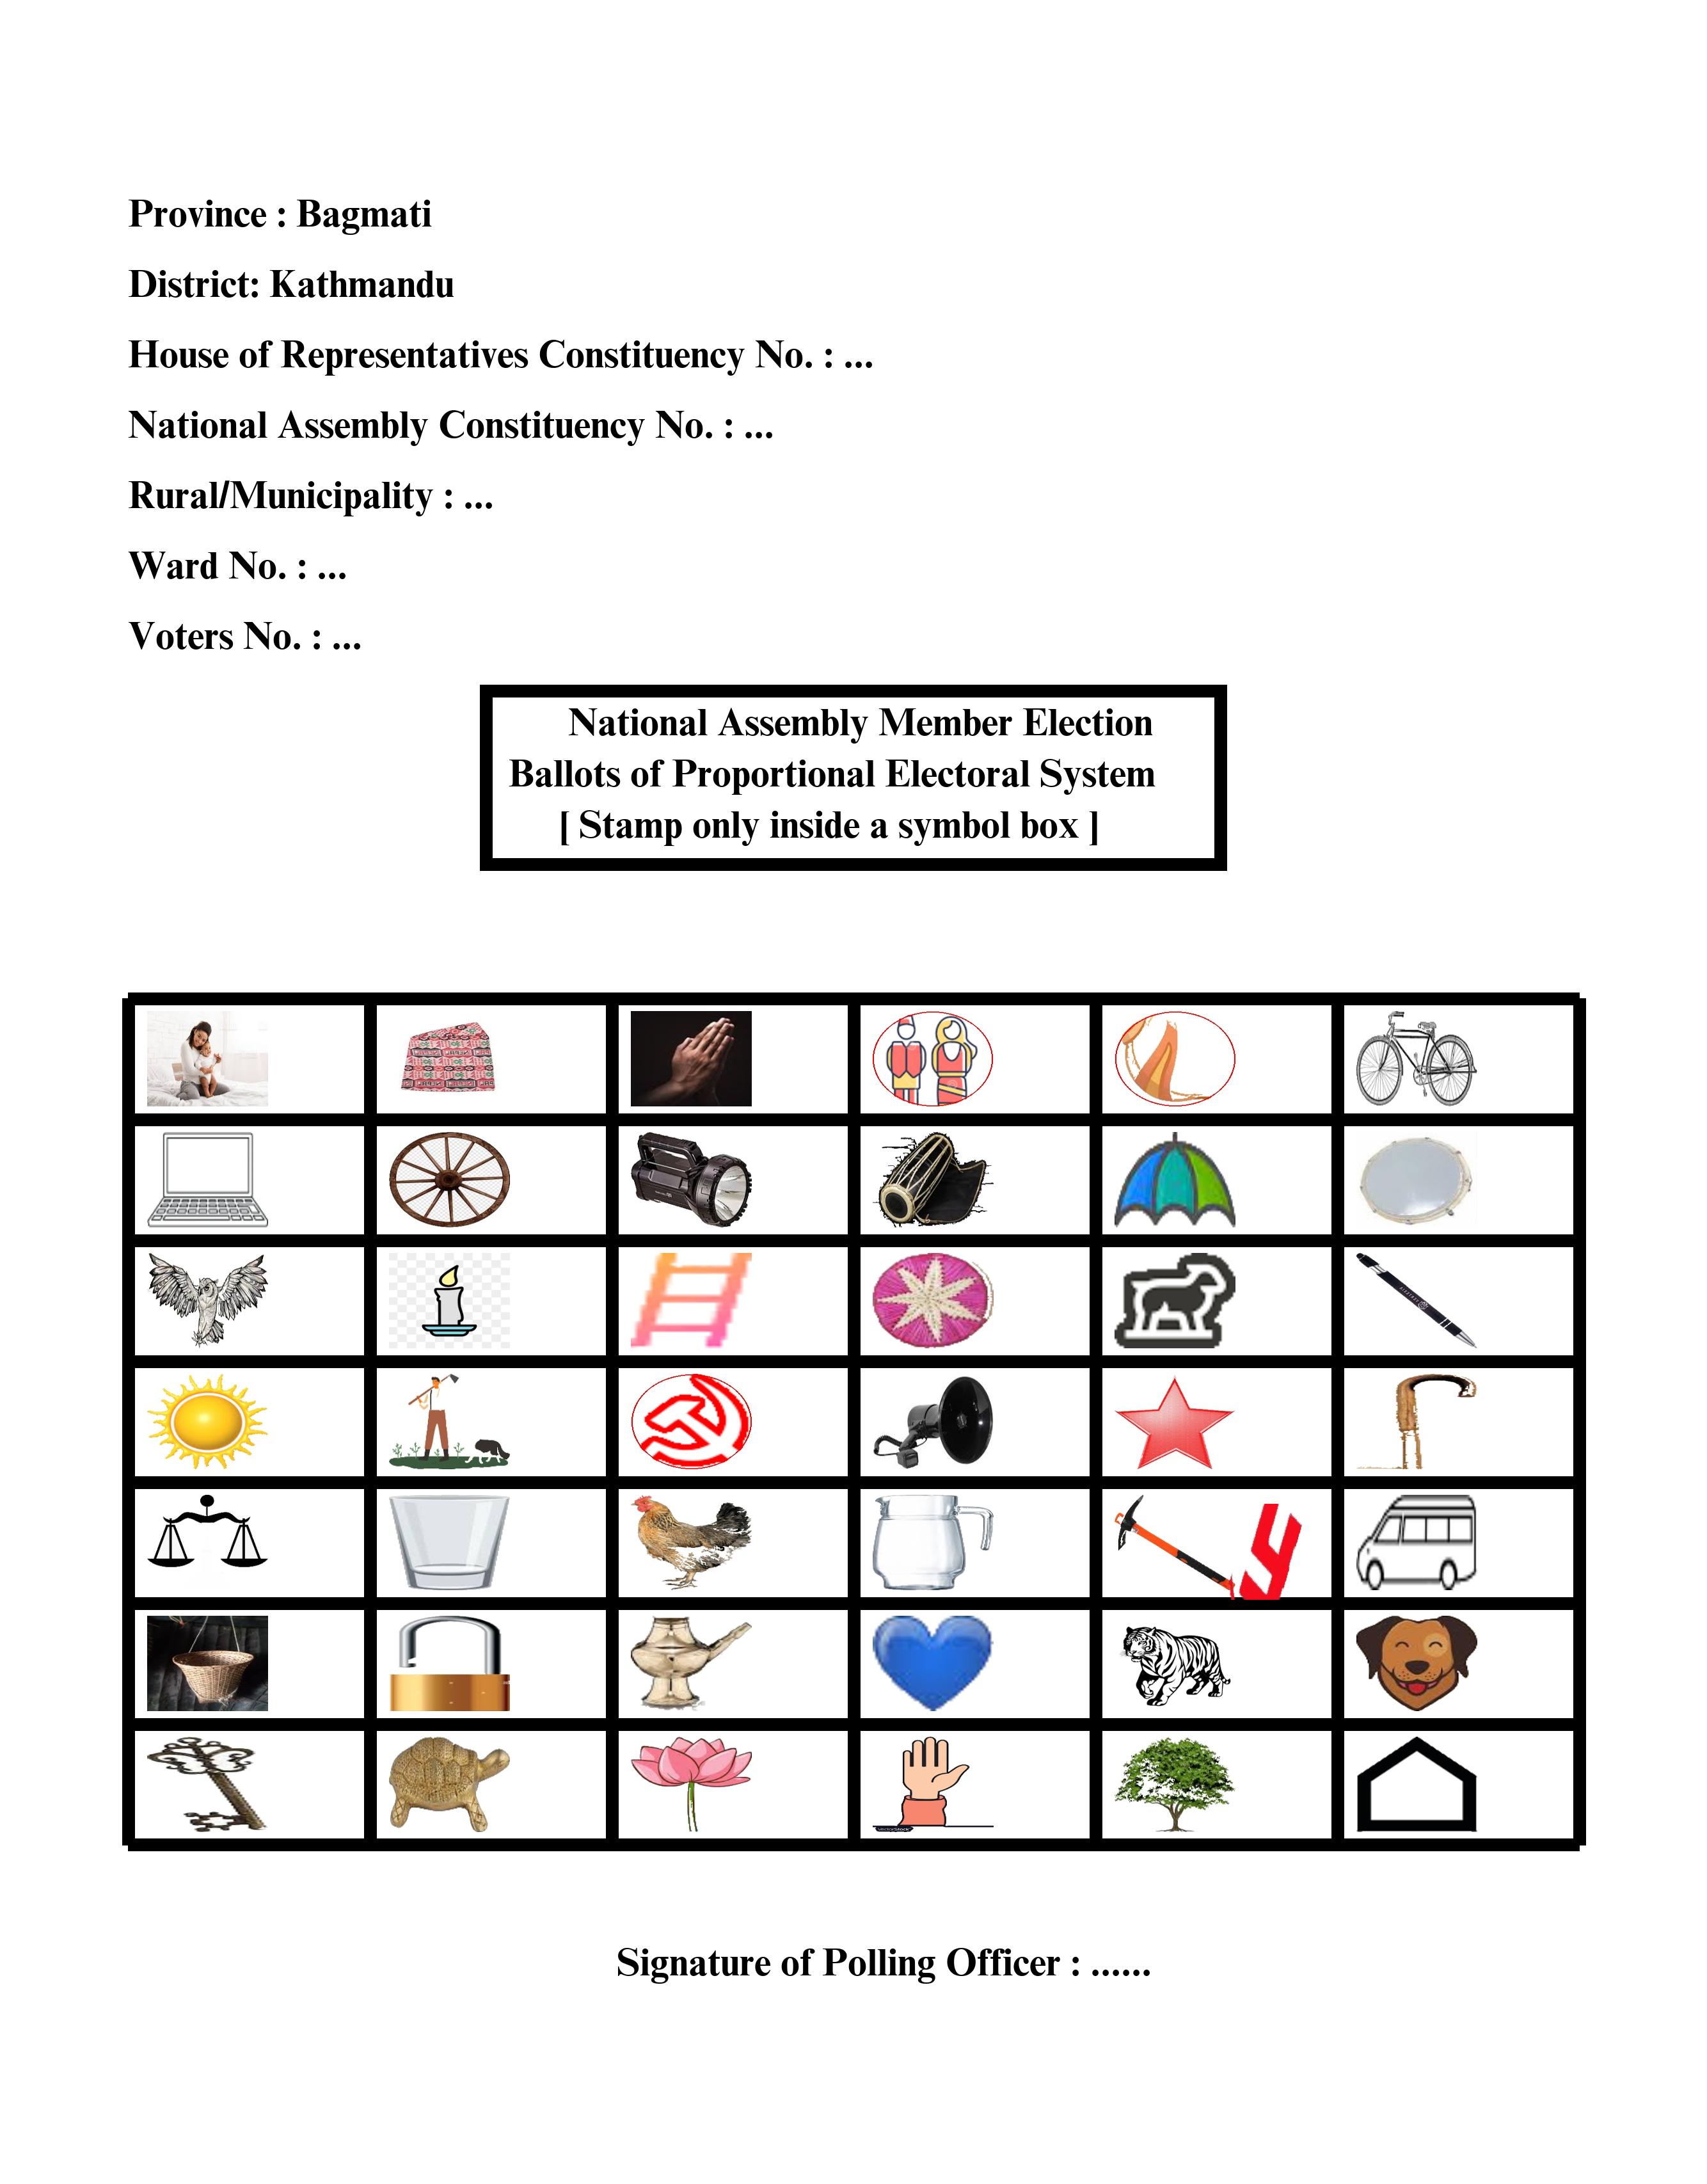 Province : Bagmati
District: Kathmandu
House of Representatives Constituency No. : ...
National Assembly Constituency No. : ...
Rural/Municipality : ...
Ward No. : ...
Voters No. : ...
National Assembly Member Election
Ballots of Proportional Electoral System
[ Stamp only inside a symbol box ]
Signature of Polling Officer : ......